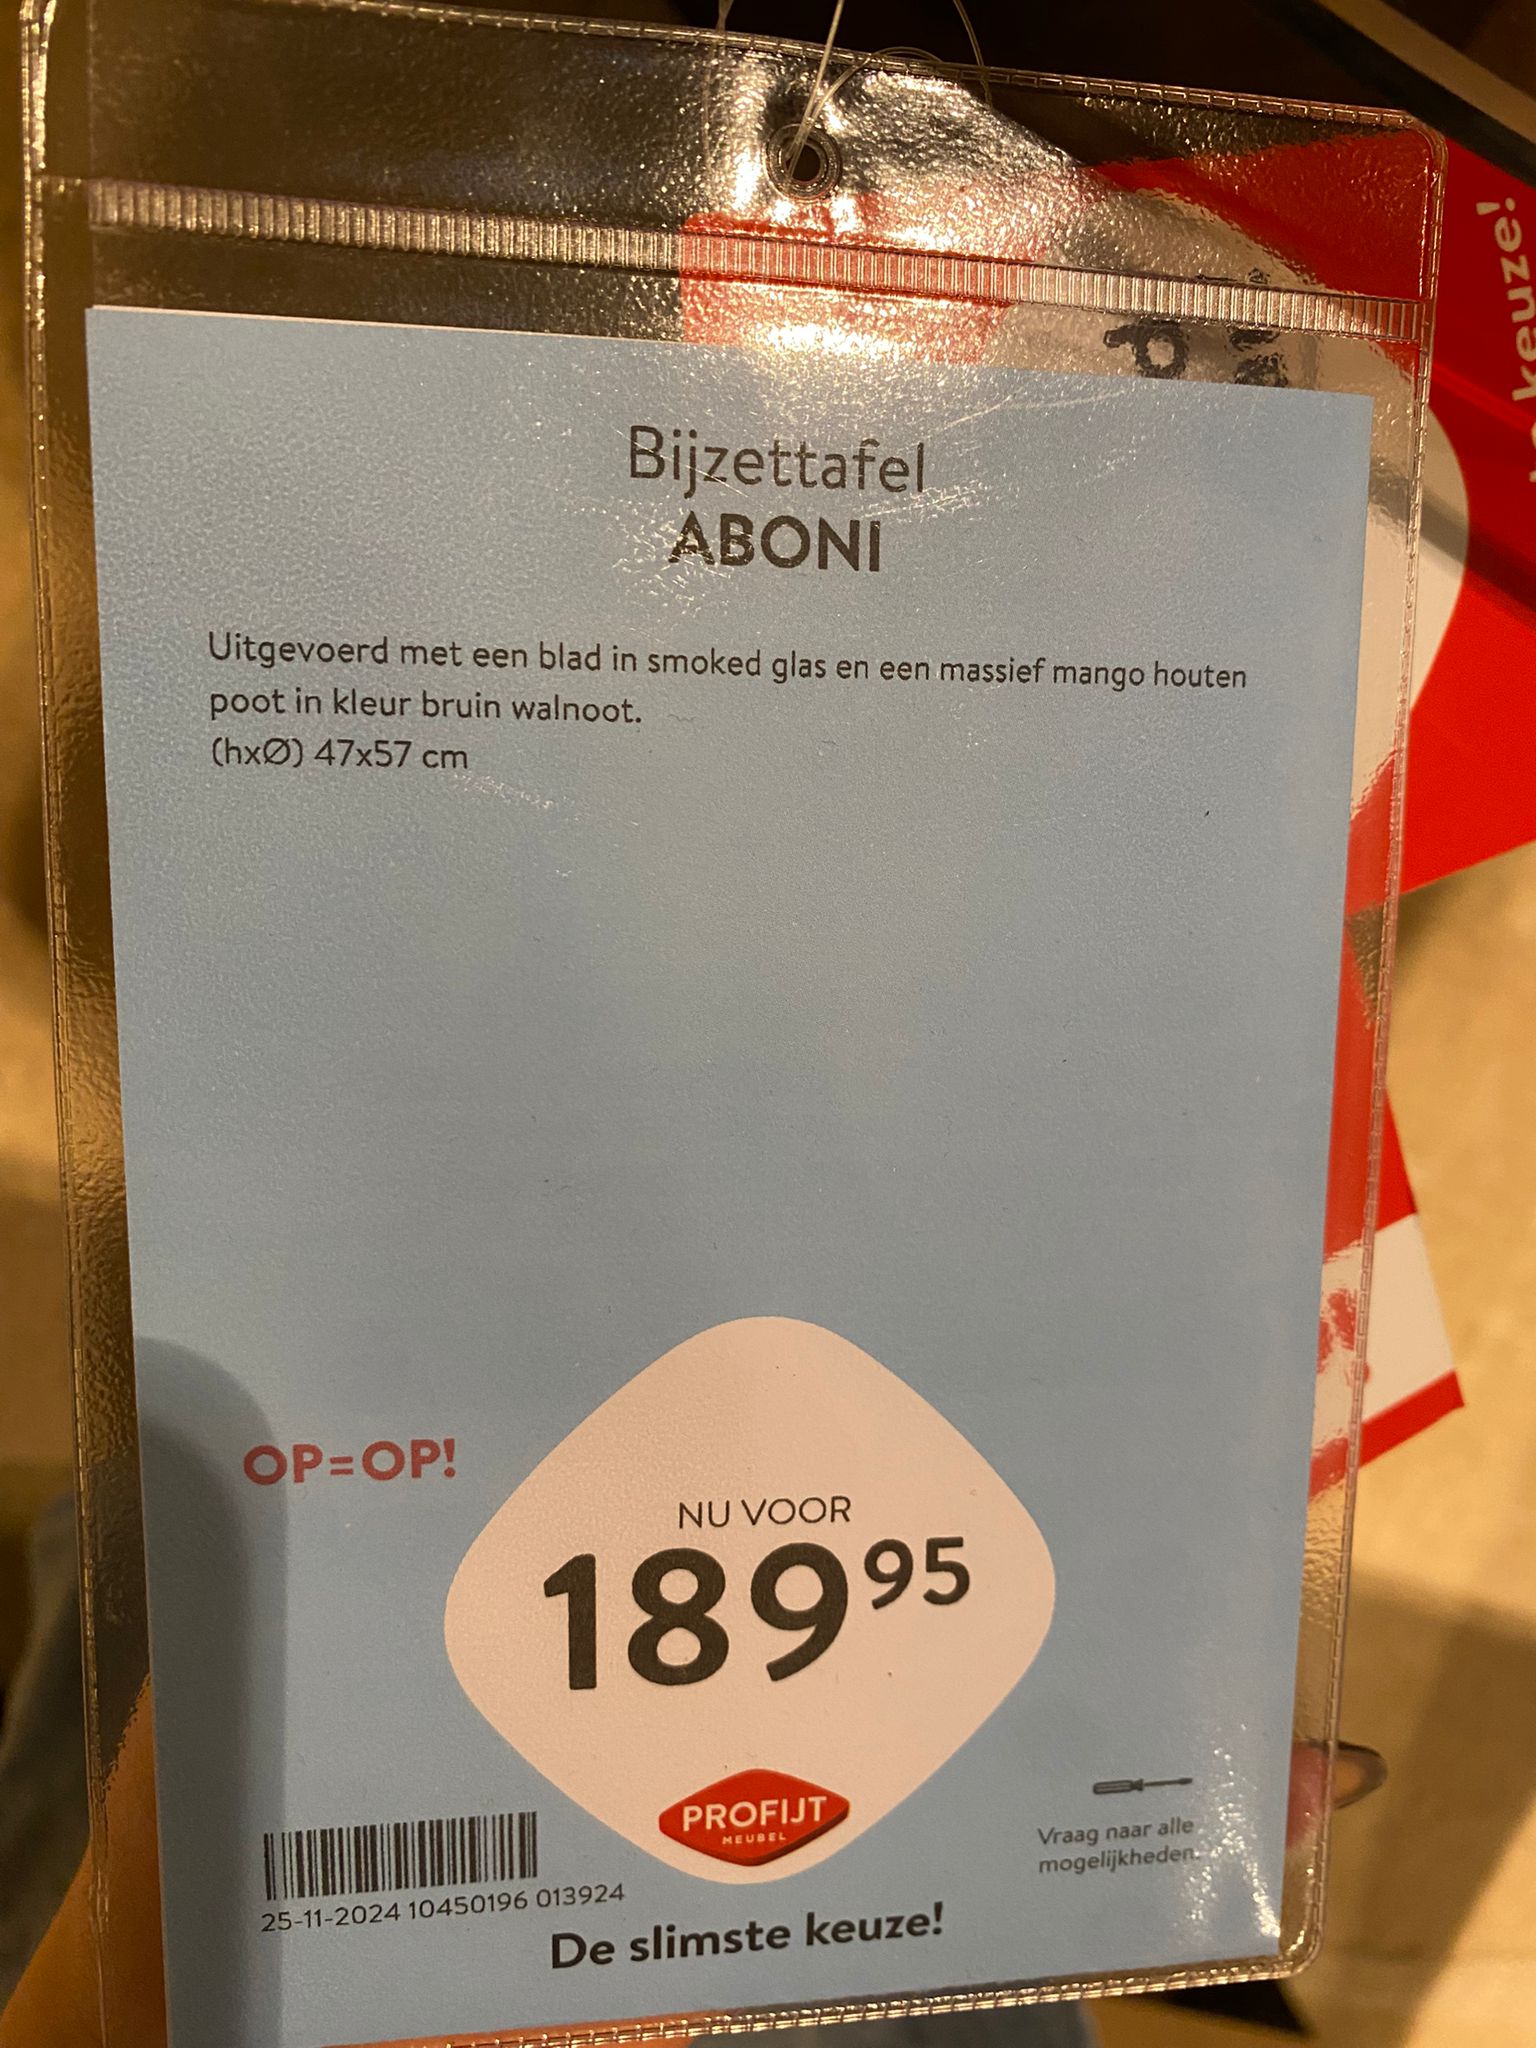 Bijzettafel
ABONI
Uitgevoerd met een blad in smoked glas en een massief mango houten
poot in kleur bruin walnoot.
(hxØ) 47x57 cm
OP=OP!
NU VOOR
189 95
PROFIJT
MEUBEL
Vraag naar alle
mogelijkheden.
25-11-2024 10450196 013924
De slimste keuze!
keuze!